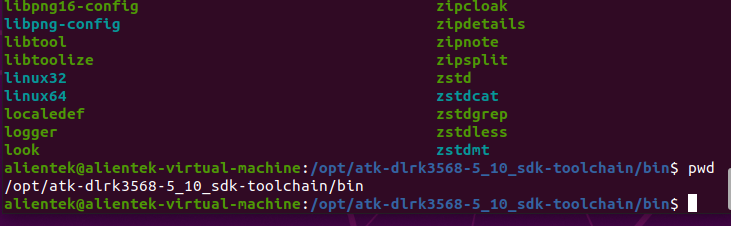 libpng16-config zipcloak
libpng-config zipdetails
libtool zipnote
libtoolize zipsplit
linux32 zstd
linux64 zstdcat
localedef zstdgrep
logger zstdless
look zstdmt
alientek@alientek-virtual-machine:/opt/atk-dlrk3568-5_10_sdk-toolchain/bin$ pwd
/opt/atk-dlrk3568-5_10_sdk-toolchain/bin
alientek@alientek-virtual-machine:/opt/atk-dlrk3568-5_10_sdk-toolchain/bin$